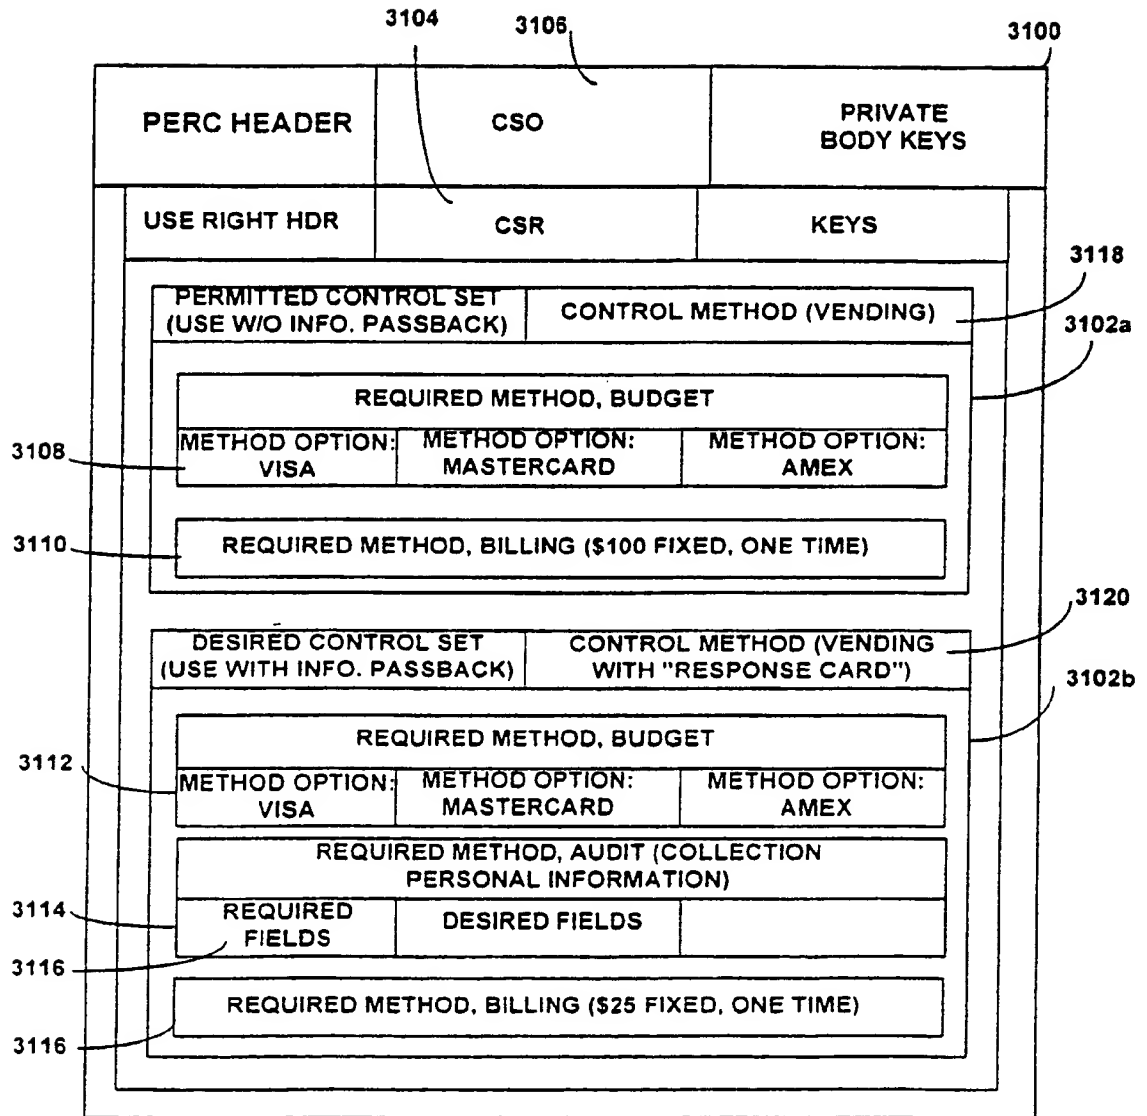 3104
3106
3100
PERC HEADER
CSO
PRIVATE
BODY KEYS
USE RIGHT HDR
CSR
KEYS
3118
PERMITTED CONTROL SET
(USE W/O INFO. PASSBACK)
CONTROL METHOD (VENDING)
3102a
REQUIRED METHOD, BUDGET
3108
METHOD OPTION:
VISA
METHOD OPTION:
MASTERCARD
METHOD OPTION:
AMEX
3110
REQUIRED METHOD, BILLING ($100 FIXED, ONE TIME)
3120
DESIRED CONTROL SET
(USE WITH INFO. PASSBACK)
CONTROL METHOD (VENDING
WITH "RESPONSE CARD")
3102b
REQUIRED METHOD, BUDGET
3112
METHOD OPTION:
VISA
METHOD OPTION:
MASTERCARD
METHOD OPTION:
AMEX
REQUIRED METHOD, AUDIT (COLLECTION
PERSONAL INFORMATION)
3114
REQUIRED
FIELDS
DESIRED FIELDS
3116
REQUIRED METHOD, BILLING ($25 FIXED, ONE TIME)
3116